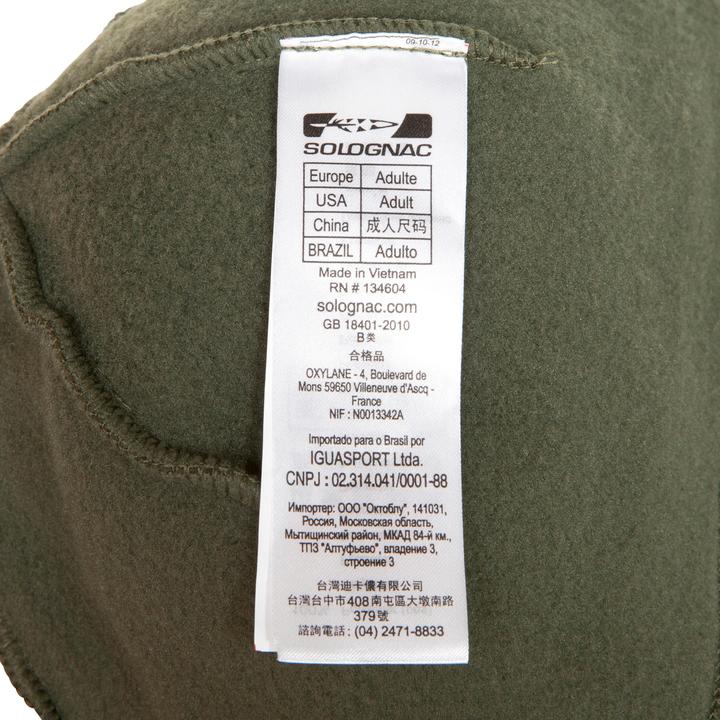 09-10-12
SOLOGNAC
Europe Adulte
USA Adult
China 成人尺码
BRAZIL Adulto
Made in Vietnam
RN # 134604
solognac.com
GB 18401-2010
B类
合格品
OXYLANE - 4, Boulevard de
Mons 59650 Villeneuve d'Ascq -
France
NIF : N0013342A
Importado para o Brasil por
IGUASPORT Ltda.
CNPJ : 02.314.041/0001-88
Импортер: ООО "Октоблу", 141031,
Россия, Московская область,
Мытищинский район, МКАД 84-й км.,
ТПЗ "Алтуфьево", владение 3,
строение 3
台灣迪卡儂有限公司
台灣台中市408南屯區大墩南路
379號
諮詢電話: (04) 2471-8833